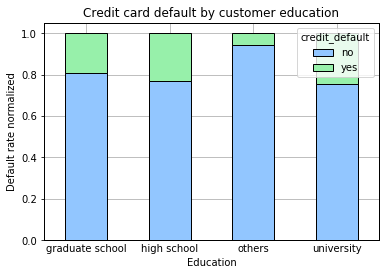 Credit card default by customer education
credit_default
no
yes
Default rate normalized
1.0
0.8
0.6
0.4
0.2
0.0
graduate school
high school
others
university
Education